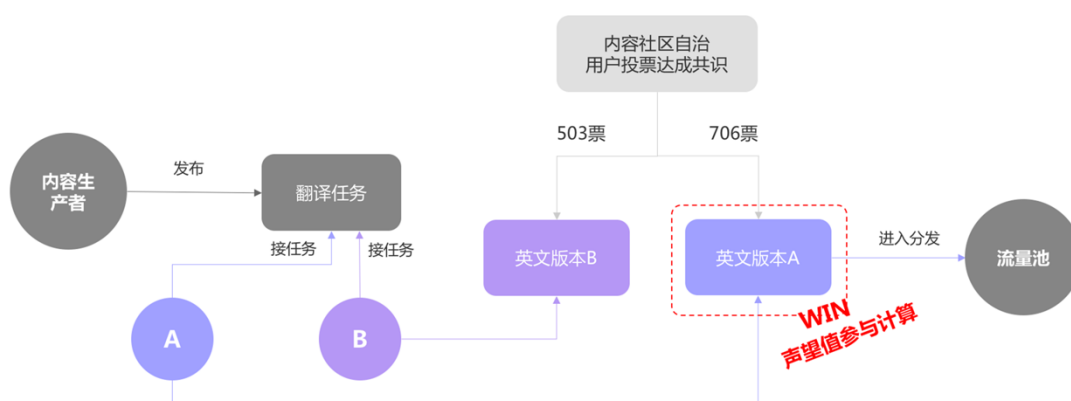 内容社区自治
用户投票达成共识
503票
706票
内容生
产者
发布
翻译任务
接任务
接任务
英文版本B
英文版本A
进入分发
流量池
A
B
WIN
声望值参与计算